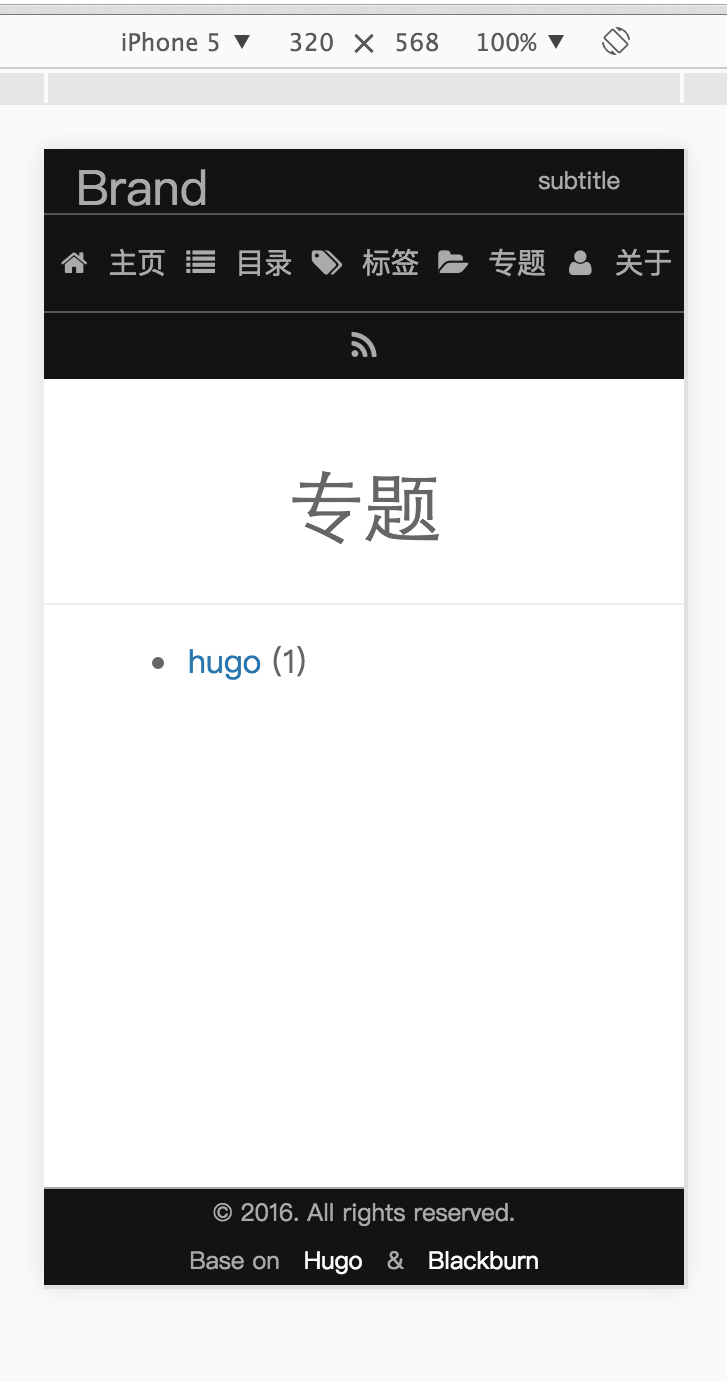 iPhone 5 ▼ 320 × 568 100% ▼
Brand subtitle
主页 目录 标签 专题 关于
专题
• hugo (1)
© 2016. All rights reserved.
Base on Hugo & Blackburn